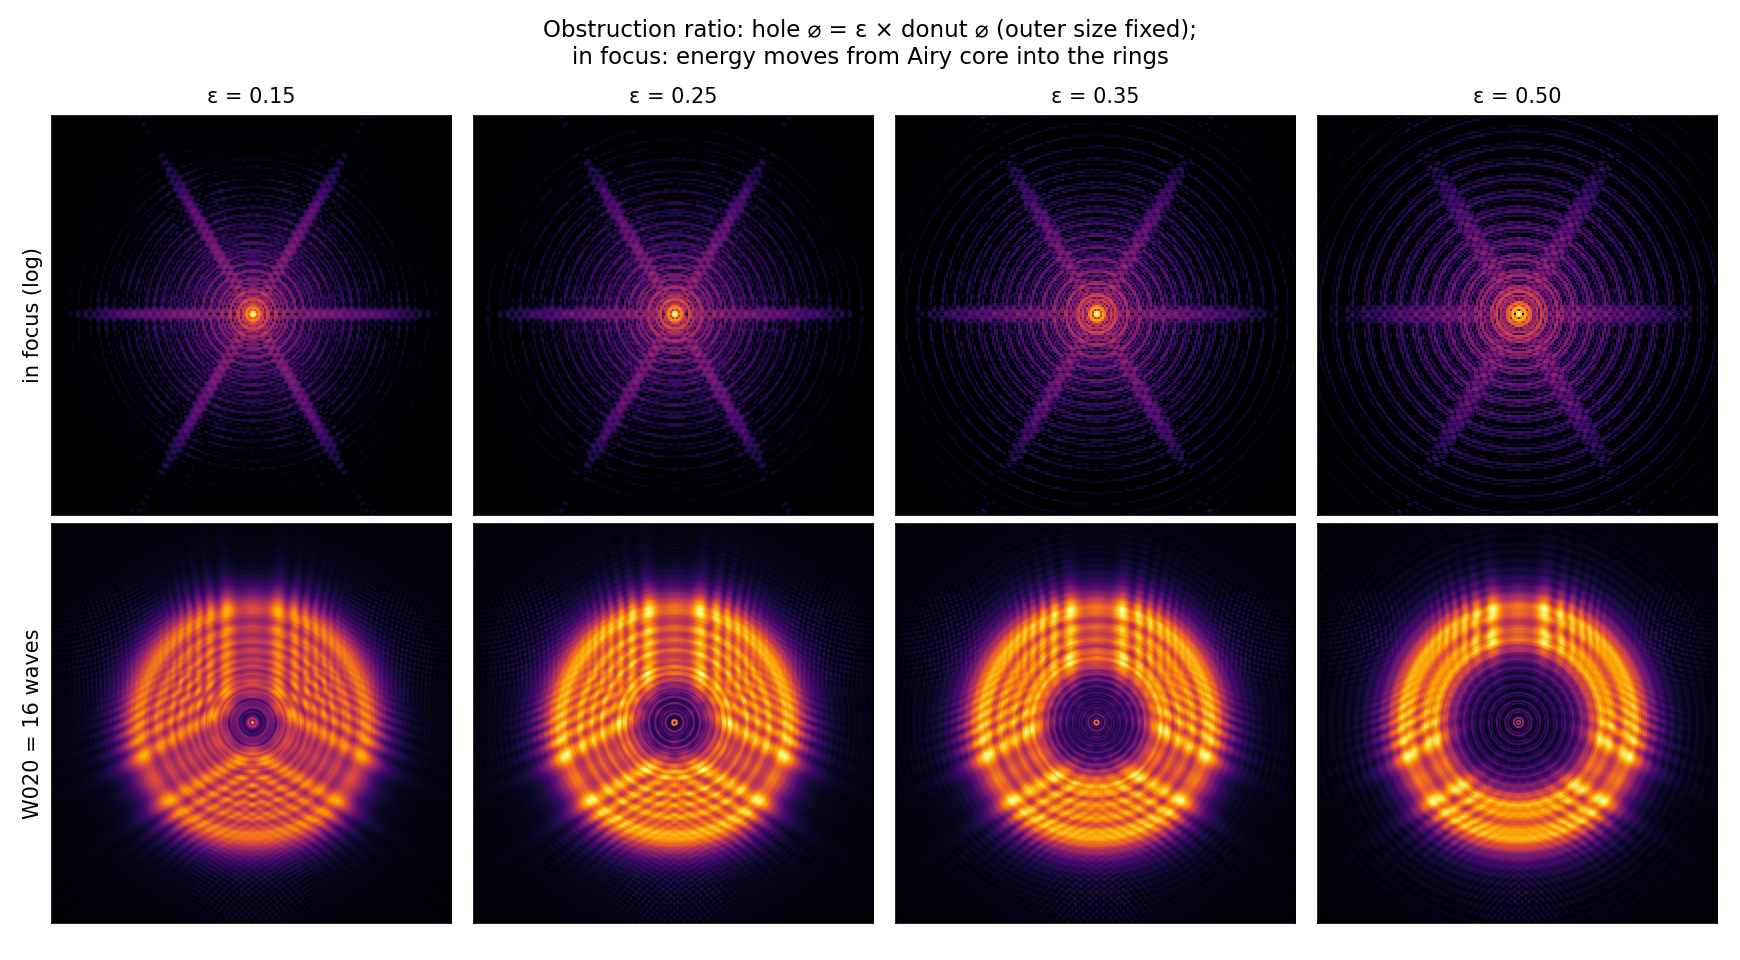 Obstruction ratio: hole ⌀ = ε × donut ⌀ (outer size fixed);
in focus: energy moves from Airy core into the rings
ε = 0.15
ε = 0.25
ε = 0.35
ε = 0.50
in focus (log)
W020 = 16 waves